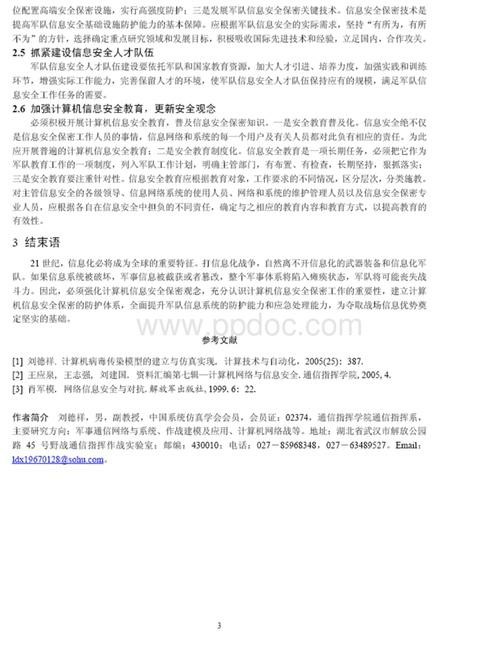 位配置高端安全保密设施，实行高强度防护；三是发展军队信息安全保密关键技术。信息安全保密技术是
提高军队信息安全基础设施防护能力的基本保障。应根据军队信息安全的实际需求，坚持“有所为，有所
不为”的方针，选择确定重点研究领域和发展目标，积极吸收国际先进技术和经验，立足国内，合作攻关。
2.5 抓紧建设信息安全人才队伍
军队信息安全人才队伍建设要依托军队和国家教育资源，加大人才引进、培养力度，加强实践和训练
环节，增强实际工作能力，完善保留人才的环境，使军队信息安全人才队伍保持应有的规模，满足军队信
息安全工作任务的需要。
2.6 加强计算机信息安全教育，更新安全观念
必须积极开展计算机信息安全教育，普及信息安全保密知识。一是安全教育普及化。信息安全绝不仅
是信息安全保密工作人员的事情，信息网络和系统的每一个用户及有关人员都对此负有相应的责任。为此
应开展普遍的计算机信息安全教育；二是安全教育制度化。信息安全教育是一项长期任务，必须把它作为
军队教育工作的一项制度，列入军队工作计划，明确主管部门，有布置、有检查，长期坚持，狠抓落实；
三是安全教育要注重针对性。信息安全教育应根据教育对象，工作要求的不同情况，区分层次，分类施教。
对主管信息安全的各级领导、信息网络系统的使用人员、网络和系统的维护管理人员以及信息安全保密专
业人员，应根据各自在信息安全中担负的不同责任，确定与之相应的教育内容和教育方式，以提高教育的
有效性。
3 结束语
21 世纪，信息化必将成为全球的重要特征。打信息化战争，自然离不开信息化的武器装备和信息化军
队。如果信息系统被破坏，军事信息被截获或者篡改，整个军事体系将陷入瘫痪状态，军队将可能丧失战
斗力。因此，必须强化计算机信息安全保密观念，充分认识计算机信息安全保密工作的重要性，建立计算
机信息安全保密的防护体系，全面提升军队信息系统的防护能力和应急处理能力，为夺取战场信息优势奠
定坚实的基础。
www.ppdoc.com
参考文献
[1] 刘德祥. 计算机病毒传染模型的建立与仿真实现. 计算技术与自动化，2005(25)：387.
[2] 王应泉，王志强，刘建国. 资料汇编第七辑—计算机网络与信息安全. 通信指挥学院, 2005, 4.
[3] 肖军模. 网络信息安全与对抗. 解放军出版社, 1999. 6：22.
作者简介 刘德祥，男，副教授，中国系统仿真学会会员，会员证：02374，通信指挥学院通信指挥系，
主要研究方向：军事通信网络与系统、作战建模及应用、计算机网络战等。地址：湖北省武汉市解放公园
路 45 号野战通信指挥作战实验室；邮编：430010；电话：027-85968348，027-63489527。Email：
ldx19670128@sohu.com。
3